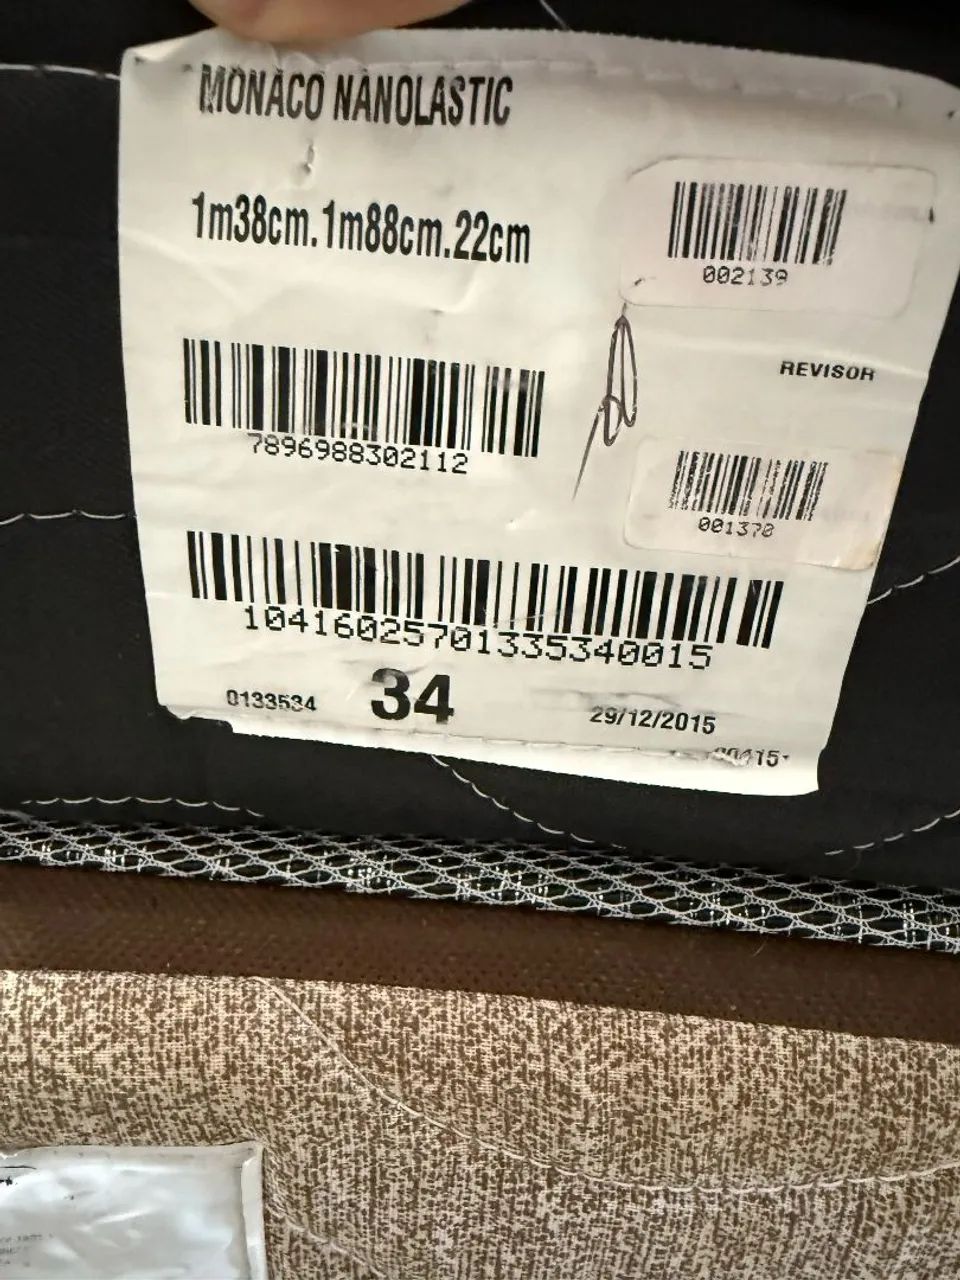 MONACO NANOLASTIC
1m38cm.1m88cm.22cm
002139
REVISOR
7896988302112
001370
10416025701335340015
0133534
34
29/12/2015